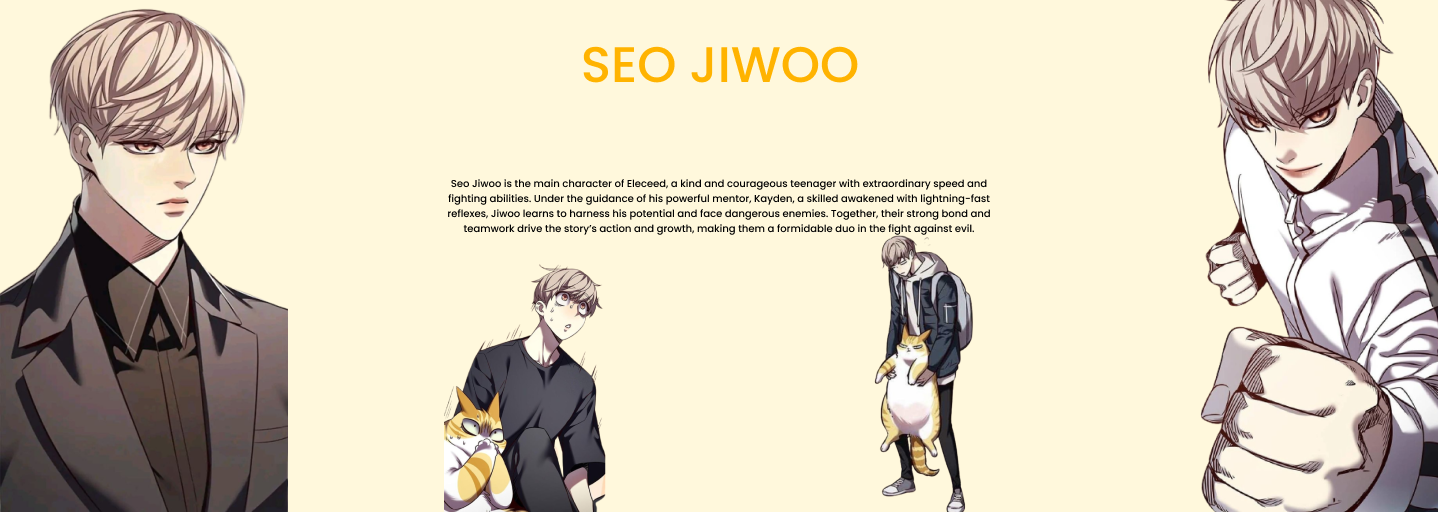 SEO JIWOO
Seo Jiwoo is the main character of Eleceed, a kind and courageous teenager with extraordinary speed and
fighting abilities. Under the guidance of his powerful mentor, Kayden, a skilled awakened with lightning-fast
reflexes, Jiwoo learns to harness his potential and face dangerous enemies. Together, their strong bond and
teamwork drive the story’s action and growth, making them a formidable duo in the fight against evil.